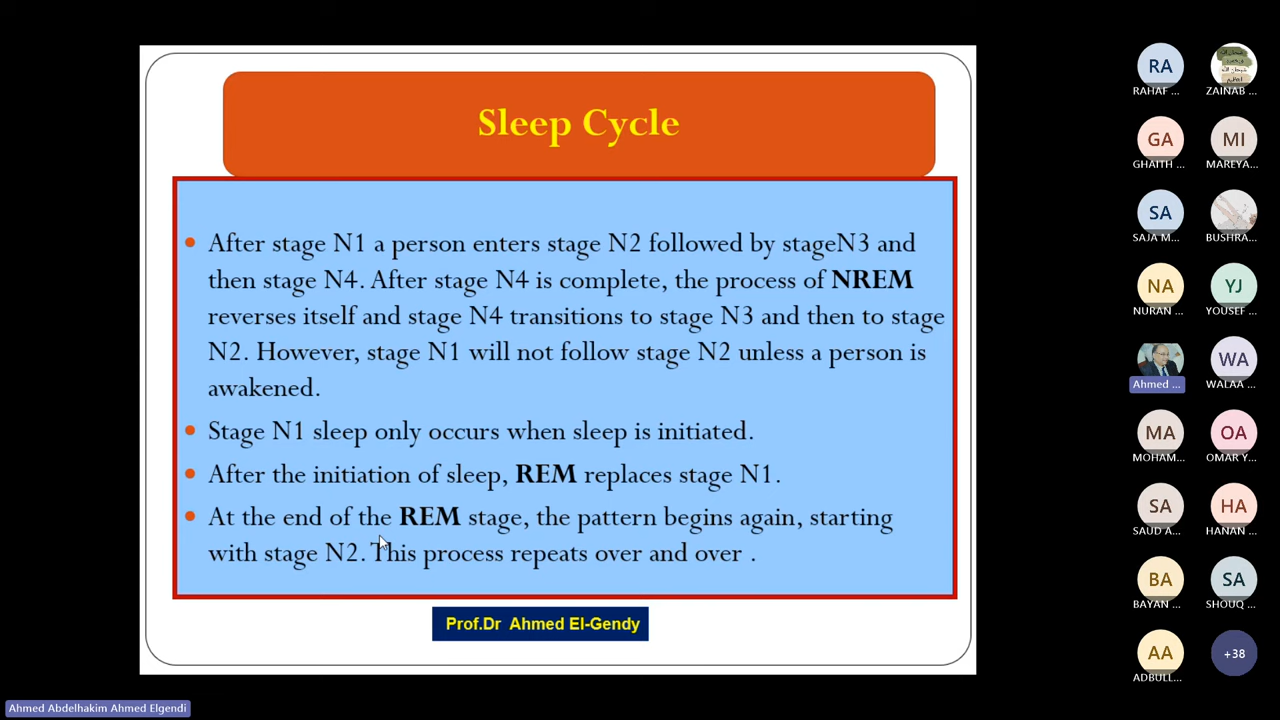 Sleep Cycle
After stage N1 a person enters stage N2 followed by stageN3 and
then stage N4. After stage N4 is complete, the process of NREM
reverses itself and stage N4 transitions to stage N3 and then to stage
N2. However, stage N1 will not follow stage N2 unless a person is
awakened.
Stage N1 sleep only occurs when sleep is initiated.
After the initiation of sleep, REM replaces stage N1.
At the end of the REM stage, the pattern begins again, starting
with stage N2. This process repeats over and over .
Prof.Dr Ahmed El-Gendy
RA
RAHAF ...
ZAINAB ...
GA
GHAITH ...
MI
MAREYA...
SA
SAJA M...
BUSHRA...
NA
NURAN ...
YJ
YOUSEF ...
Ahmed ...
WA
WALAA ...
MA
MOHAM...
OA
OMAR Y...
SA
SAUD A...
HA
HANAN ...
BA
BAYAN ...
SA
SHOUQ ...
AA
ADBULL...
+38
Ahmed Abdelhakim Ahmed Elgendi